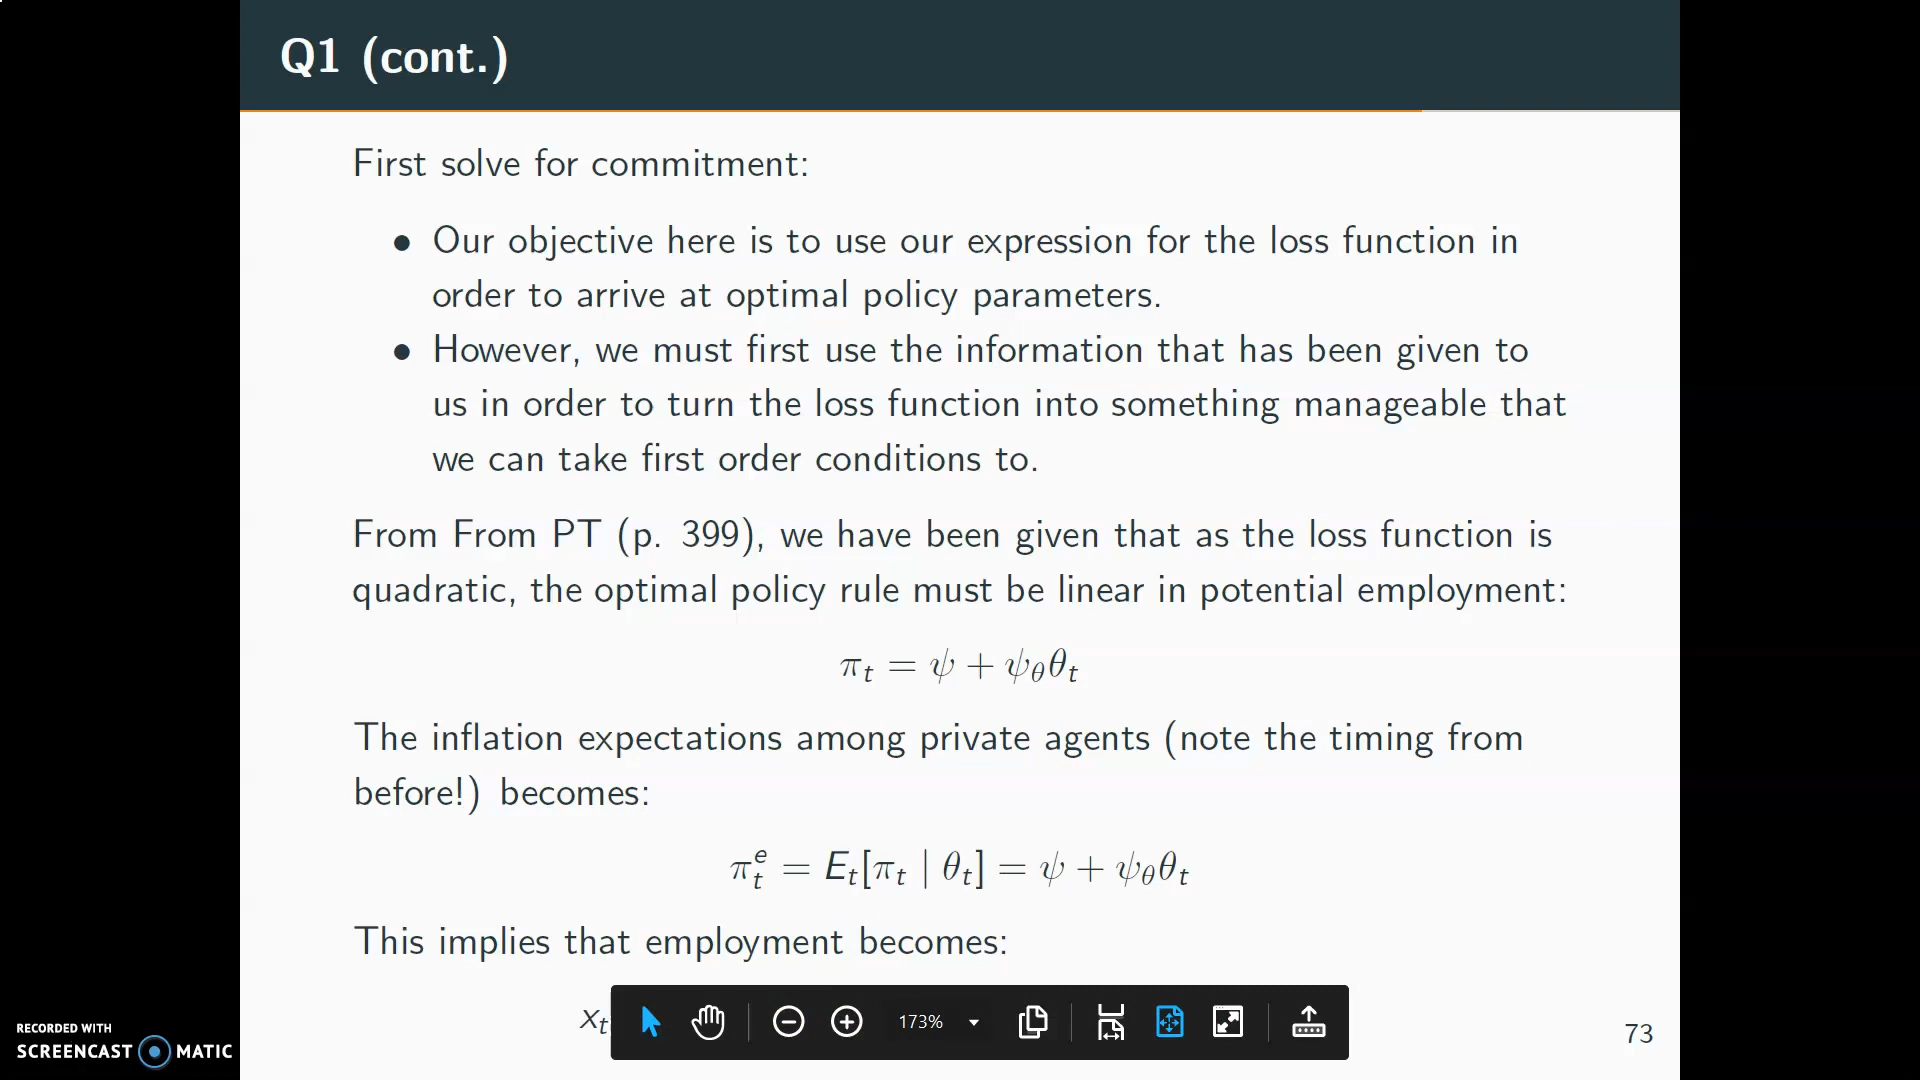 Q1 (cont.)
First solve for commitment:
• Our objective here is to use our expression for the loss function in
order to arrive at optimal policy parameters.
• However, we must first use the information that has been given to
us in order to turn the loss function into something manageable that
we can take first order conditions to.
From From PT (p. 399), we have been given that as the loss function is
quadratic, the optimal policy rule must be linear in potential employment:
π_t = ψ + ψ_θ θ_t
The inflation expectations among private agents (note the timing from
before!) becomes:
π_t^e = E_t[π_t | θ_t] = ψ + ψ_θ θ_t
This implies that employment becomes:
x_t
173%
73
RECORDED WITH
SCREENCAST MATIC